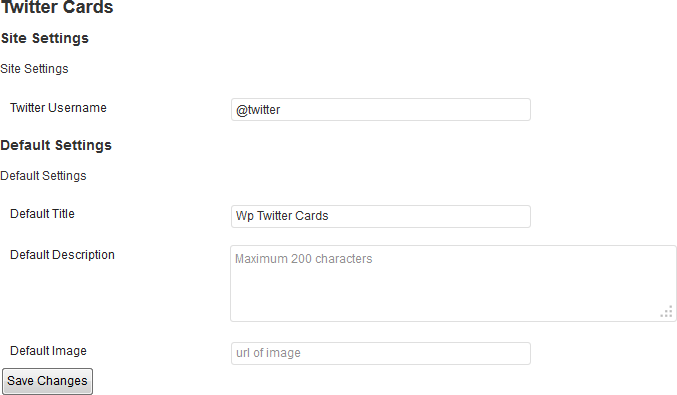 Twitter Cards
Site Settings
Site Settings
Twitter Username
@twitter
Default Settings
Default Settings
Default Title
Wp Twitter Cards
Default Description
Maximum 200 characters
Default Image
url of image
Save Changes